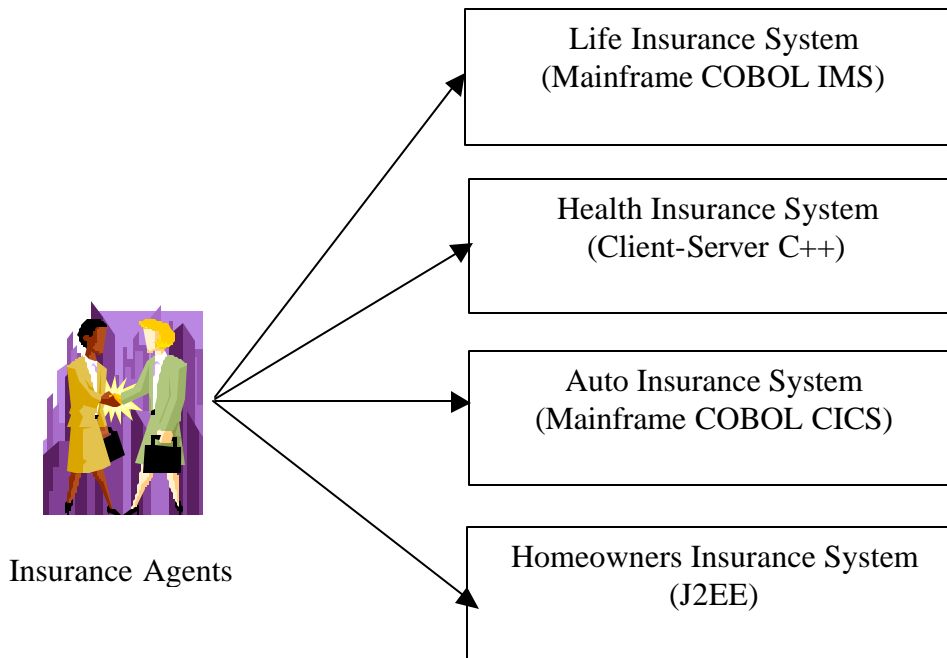 Life Insurance System
(Mainframe COBOL IMS)
Health Insurance System
(Client-Server C++)
Auto Insurance System
(Mainframe COBOL CICS)
Homeowners Insurance System
(J2EE)
Insurance Agents